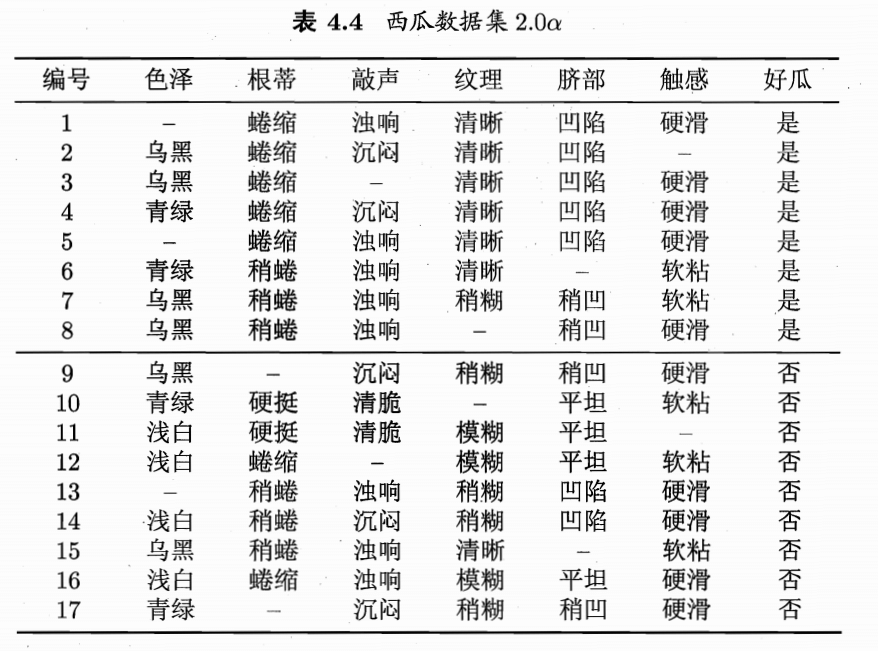 表 4.4 西瓜数据集 2.0α
编号 色泽 根蒂 敲声 纹理 脐部 触感 好瓜
1 – 蜷缩 浊响 清晰 凹陷 硬滑 是
2 乌黑 蜷缩 沉闷 清晰 凹陷 – 是
3 乌黑 蜷缩 – 清晰 凹陷 硬滑 是
4 青绿 蜷缩 沉闷 清晰 凹陷 硬滑 是
5 – 蜷缩 浊响 清晰 凹陷 硬滑 是
6 青绿 稍蜷 浊响 清晰 – 软粘 是
7 乌黑 稍蜷 浊响 稍糊 稍凹 软粘 是
8 乌黑 稍蜷 浊响 – 稍凹 硬滑 是
9 乌黑 – 沉闷 稍糊 稍凹 硬滑 否
10 青绿 硬挺 清脆 – 平坦 软粘 否
11 浅白 硬挺 清脆 模糊 平坦 – 否
12 浅白 蜷缩 – 模糊 平坦 软粘 否
13 – 稍蜷 浊响 稍糊 凹陷 硬滑 否
14 浅白 稍蜷 沉闷 稍糊 凹陷 硬滑 否
15 乌黑 稍蜷 浊响 清晰 – 软粘 否
16 浅白 蜷缩 浊响 模糊 平坦 硬滑 否
17 青绿 – 沉闷 稍糊 稍凹 硬滑 否